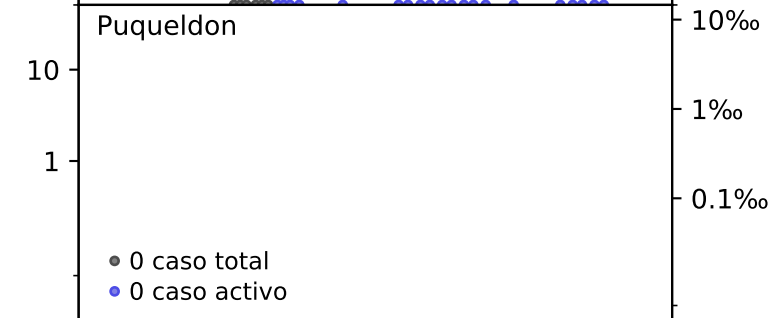 Puqueldon
10‰
10
1‰
1
0.1‰
0 caso total
0 caso activo